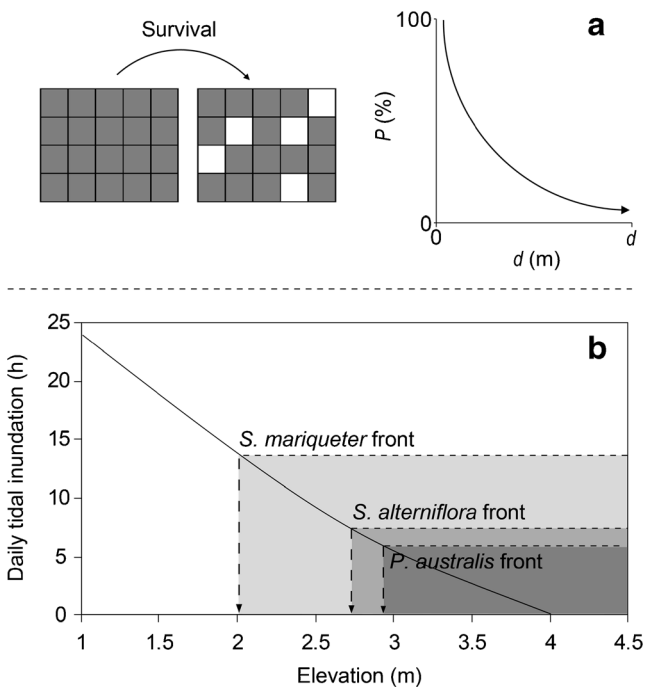 Survival
a
100
P (%)
0
0
d
d (m)
b
25
20
15
10
5
0
Daily tidal inundation (h)
S. mariqueter front
S. alterniflora front
P. australis front
1 1.5 2 2.5 3 3.5 4 4.5
Elevation (m)